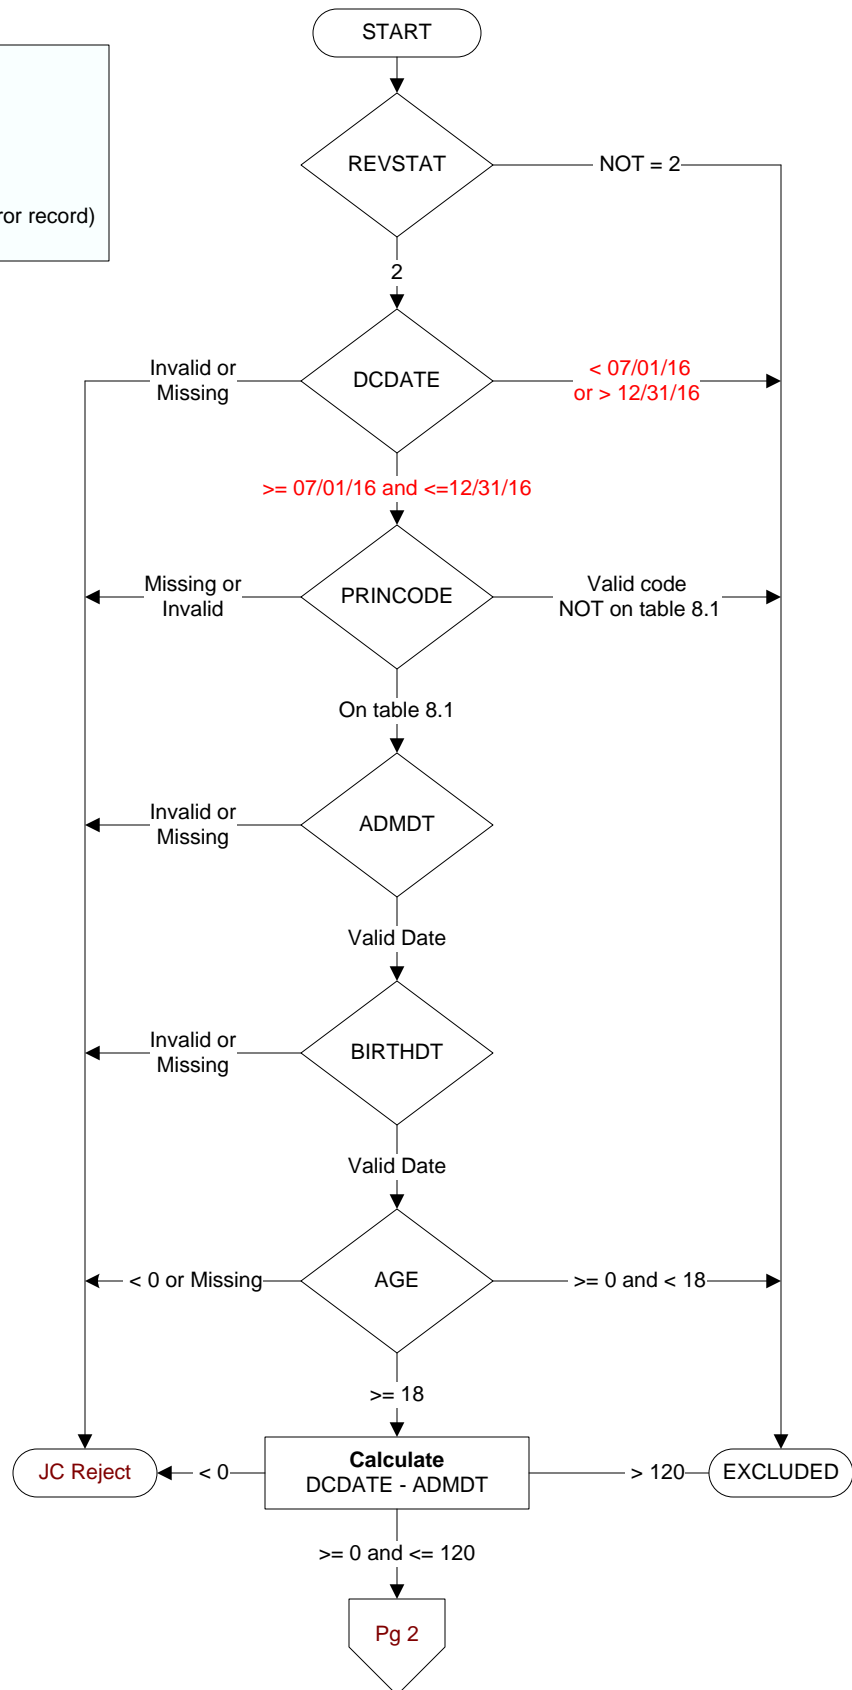 START
REVSTAT
NOT = 2
ror record)
2
Invalid or
Missing
DCDATE
< 07/01/16
or > 12/31/16
>= 07/01/16 and <=12/31/16
Missing or
Invalid
PRINCODE
Valid code
NOT on table 8.1
On table 8.1
Invalid or
Missing
ADMDT
Valid Date
Invalid or
Missing
BIRTHDT
Valid Date
< 0 or Missing
AGE
>= 0 and < 18
>= 18
JC Reject
< 0
Calculate
DCDATE - ADMDT
> 120
EXCLUDED
>= 0 and <= 120
Pg 2